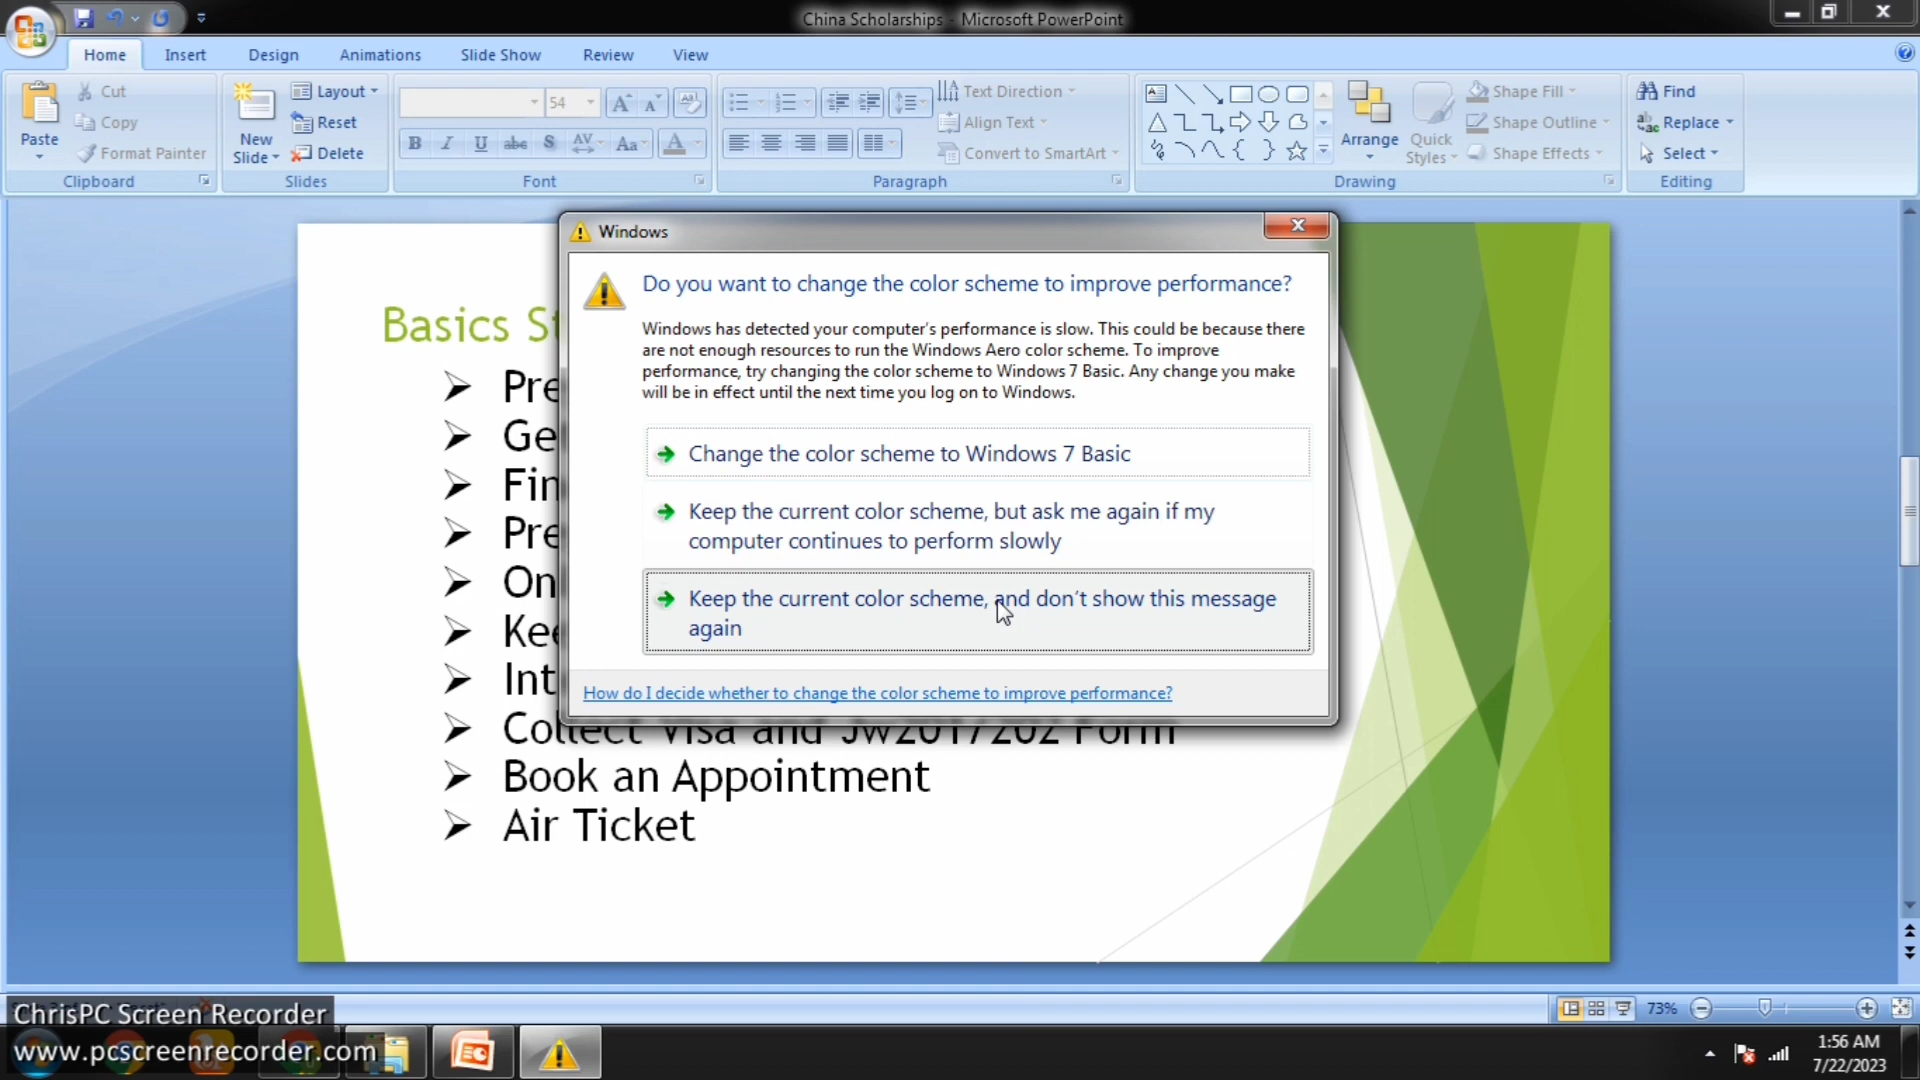 China Scholarships - Microsoft PowerPoint
Home Insert Design Animations Slide Show Review View
Paste
Cut
Copy
Format Painter
Clipboard
New Slide
Layout
Reset
Delete
Slides
54
B I U abc S AV Aa A
Font
Text Direction
Align Text
Convert to SmartArt
Paragraph
Arrange
Quick Styles
Shape Fill
Shape Outline
Shape Effects
Drawing
Find
Replace
Select
Editing
Windows
Do you want to change the color scheme to improve performance?
Windows has detected your computer's performance is slow. This could be because there
are not enough resources to run the Windows Aero color scheme. To improve
performance, try changing the color scheme to Windows 7 Basic. Any change you make
will be in effect until the next time you log on to Windows.
Change the color scheme to Windows 7 Basic
Keep the current color scheme, but ask me again if my
computer continues to perform slowly
Keep the current color scheme, and don't show this message
again
How do I decide whether to change the color scheme to improve performance?
Basics
Collect Visa and Jw201/202 Form
Book an Appointment
Air Ticket
73%
ChrisPC Screen Recorder
www.pcscreenrecorder.com
1:56 AM
7/22/2023